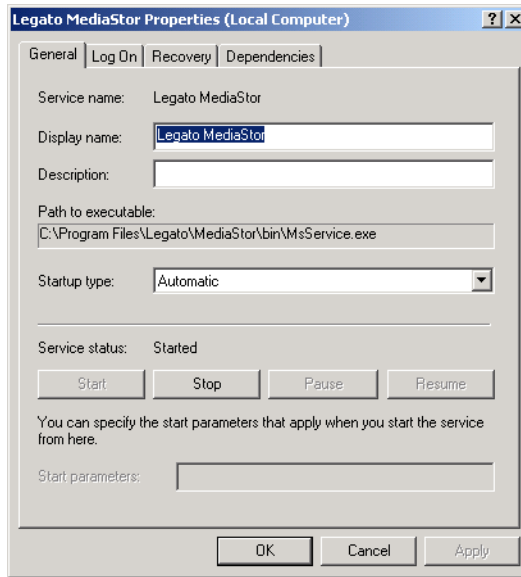 Legato MediaStor Properties (Local Computer)
General Log On Recovery Dependencies
Service name: Legato MediaStor
Display name: Legato MediaStor
Description:
Path to executable:
C:\Program Files\Legato\MediaStor\bin\MsService.exe
Startup type: Automatic
Service status: Started
Start Stop Pause Resume
You can specify the start parameters that apply when you start the service
from here.
Start parameters:
OK Cancel Apply